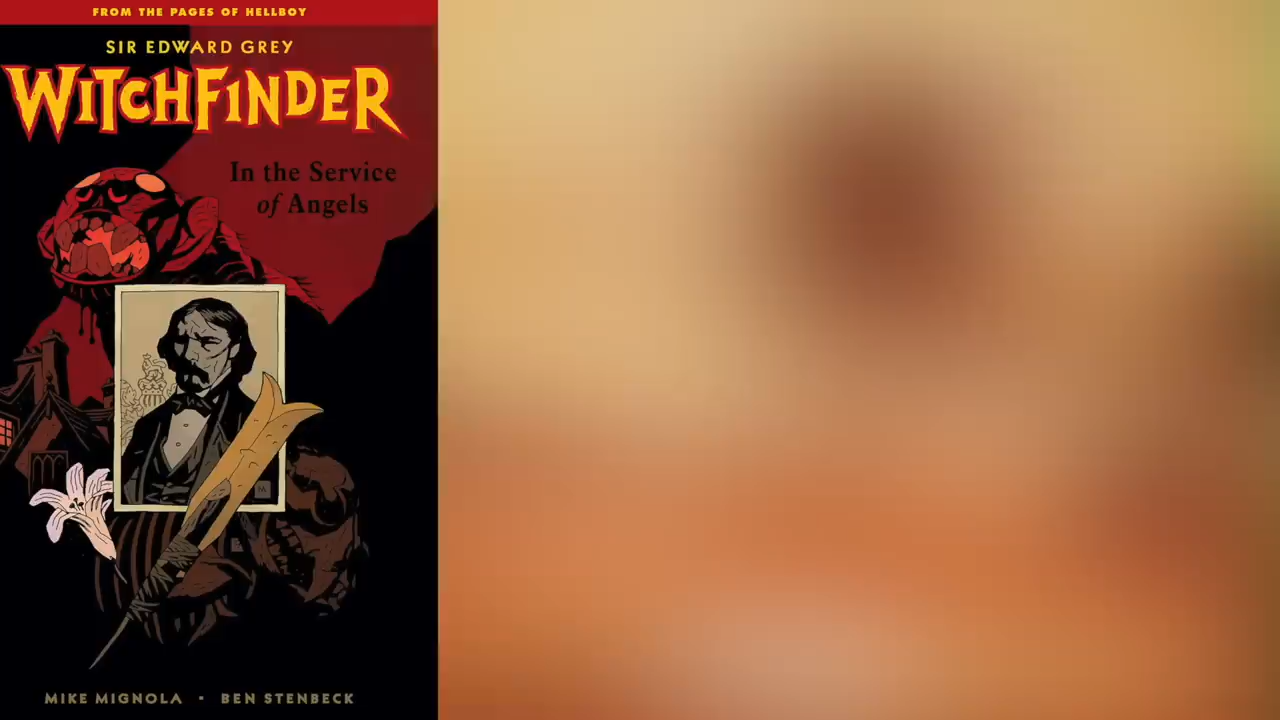 FROM THE PAGES OF HELLBOY
SIR EDWARD GREY
WITCHFINDER
In the Service
of Angels
MIKE MIGNOLA · BEN STENBECK